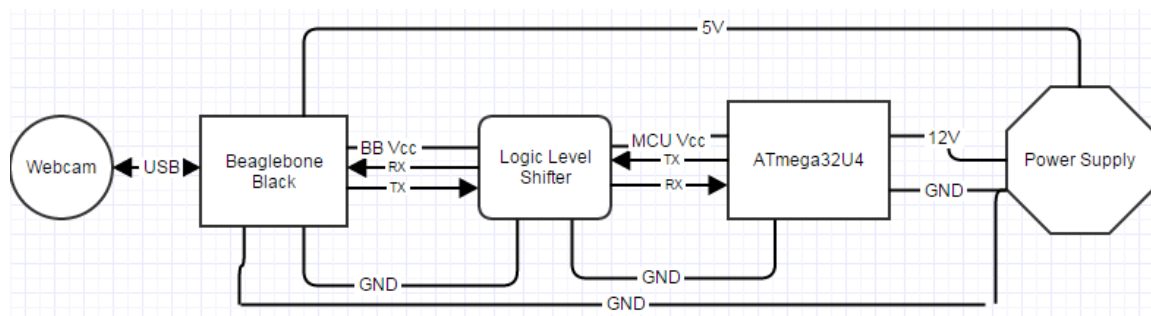 5V
Webcam
USB
Beaglebone
Black
BB Vcc
RX
TX
Logic Level
Shifter
MCU Vcc
TX
RX
ATmega32U4
12V
GND
Power Supply
GND
GND
GND